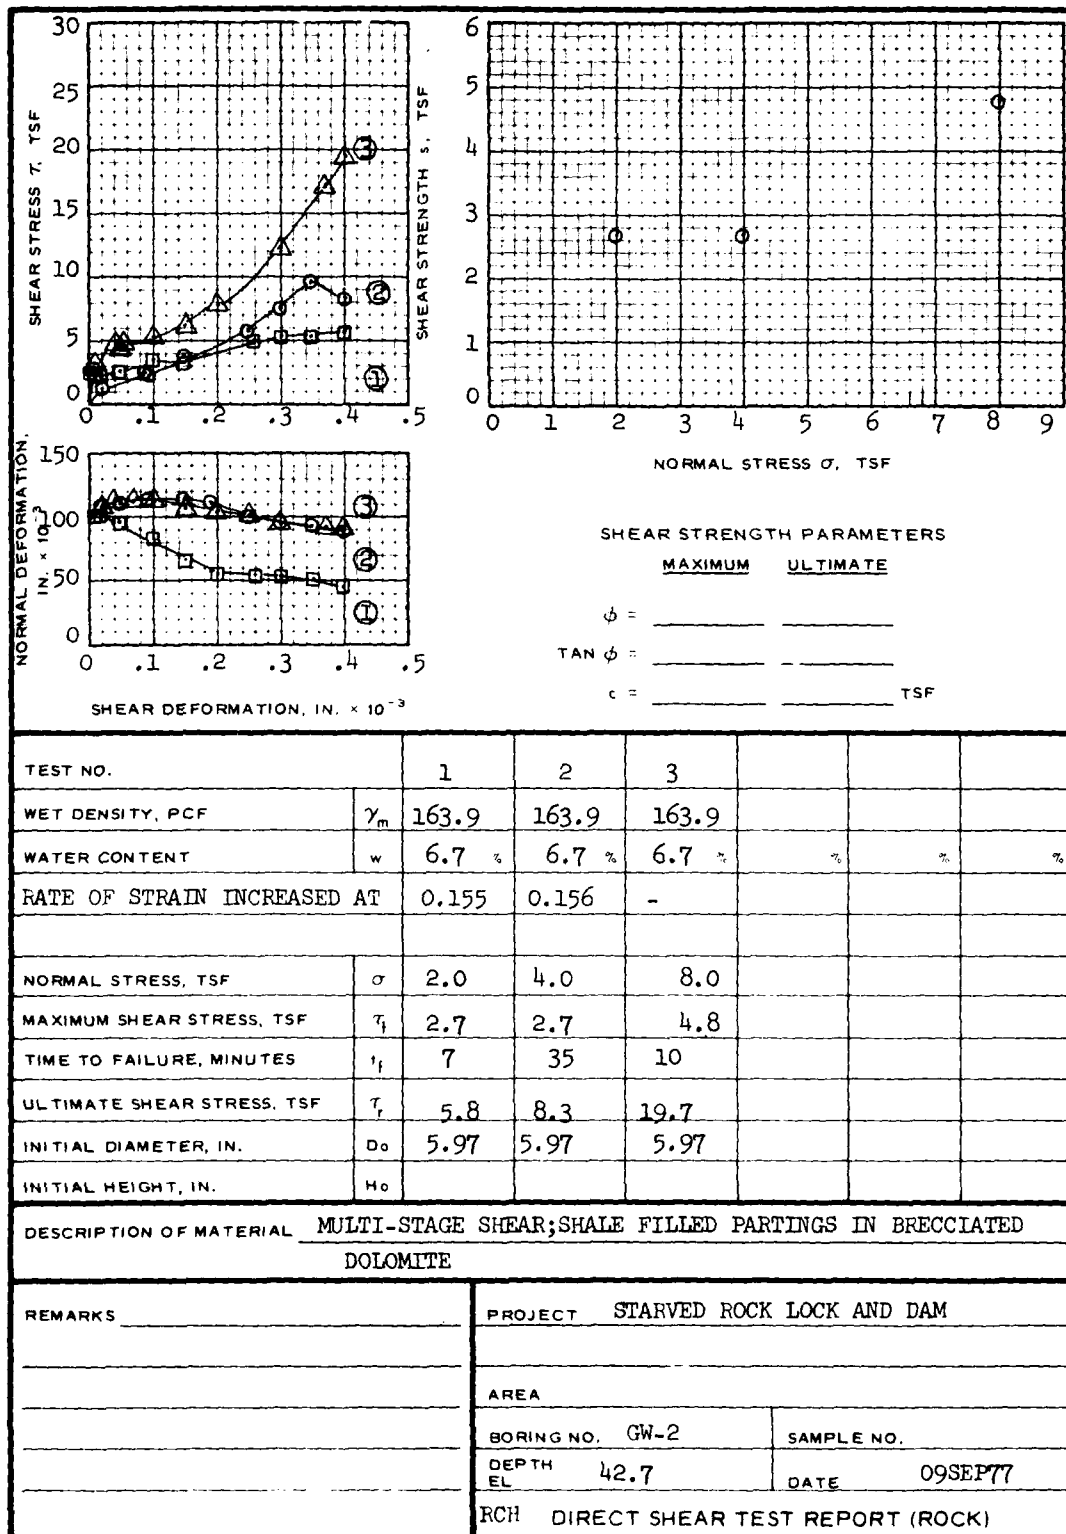 30
25
20
15
10
5
0
SHEAR STRESS τ, TSF
0 .1 .2 .3 .4 .5
③
②
①
6
5
4
3
2
1
0
SHEAR STRENGTH s, TSF
0 1 2 3 4 5 6 7 8 9
NORMAL STRESS σ, TSF
150
100
50
0
NORMAL DEFORMATION,
IN. × 10⁻³
③
②
①
0 .1 .2 .3 .4 .5
SHEAR DEFORMATION, IN. × 10⁻³
SHEAR STRENGTH PARAMETERS
MAXIMUM ULTIMATE
ϕ =
TAN ϕ =
c = TSF
TEST NO. 1 2 3
WET DENSITY, PCF γm 163.9 163.9 163.9
WATER CONTENT w 6.7 % 6.7 % 6.7 % % % %
RATE OF STRAIN INCREASED AT 0.155 0.156 -
NORMAL STRESS, TSF σ 2.0 4.0 8.0
MAXIMUM SHEAR STRESS, TSF τf 2.7 2.7 4.8
TIME TO FAILURE, MINUTES tf 7 35 10
ULTIMATE SHEAR STRESS, TSF τr 5.8 8.3 19.7
INITIAL DIAMETER, IN. Do 5.97 5.97 5.97
INITIAL HEIGHT, IN. Ho
DESCRIPTION OF MATERIAL MULTI-STAGE SHEAR;SHALE FILLED PARTINGS IN BRECCIATED
DOLOMITE
REMARKS
PROJECT STARVED ROCK LOCK AND DAM
AREA
BORING NO. GW-2 SAMPLE NO.
DEPTH
EL 42.7 DATE 09SEP77
RCH DIRECT SHEAR TEST REPORT (ROCK)